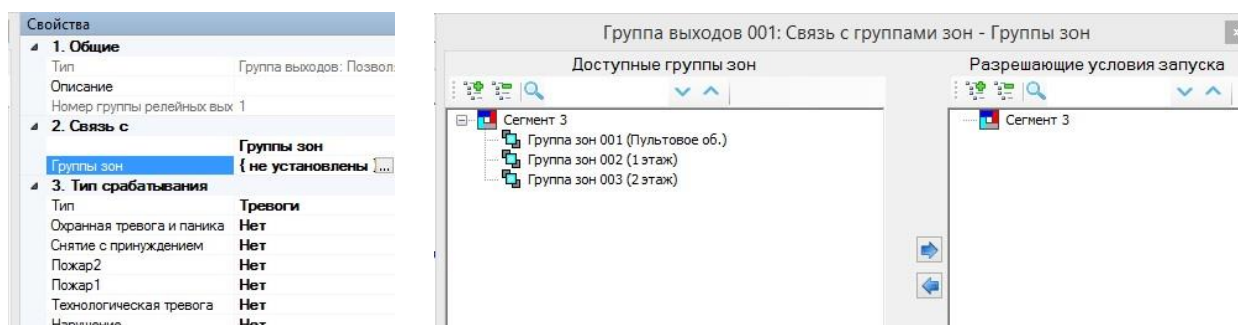 Свойства
1. Общие
Тип Группа выходов: Позвол
Описание
Номер группы релейных вых 1
2. Связь с
Группы зон
Группы зон { не установлены } ...
3. Тип срабатывания
Тип Тревоги
Охранная тревога и паника Нет
Снятие с принуждением Нет
Пожар2 Нет
Пожар1 Нет
Технологическая тревога Нет
Нарушение Нет
Группа выходов 001: Связь с группами зон - Группы зон
Доступные группы зон
Сегмент 3
Группа зон 001 (Пультовое об.)
Группа зон 002 (1 этаж)
Группа зон 003 (2 этаж)
Разрешающие условия запуска
Сегмент 3